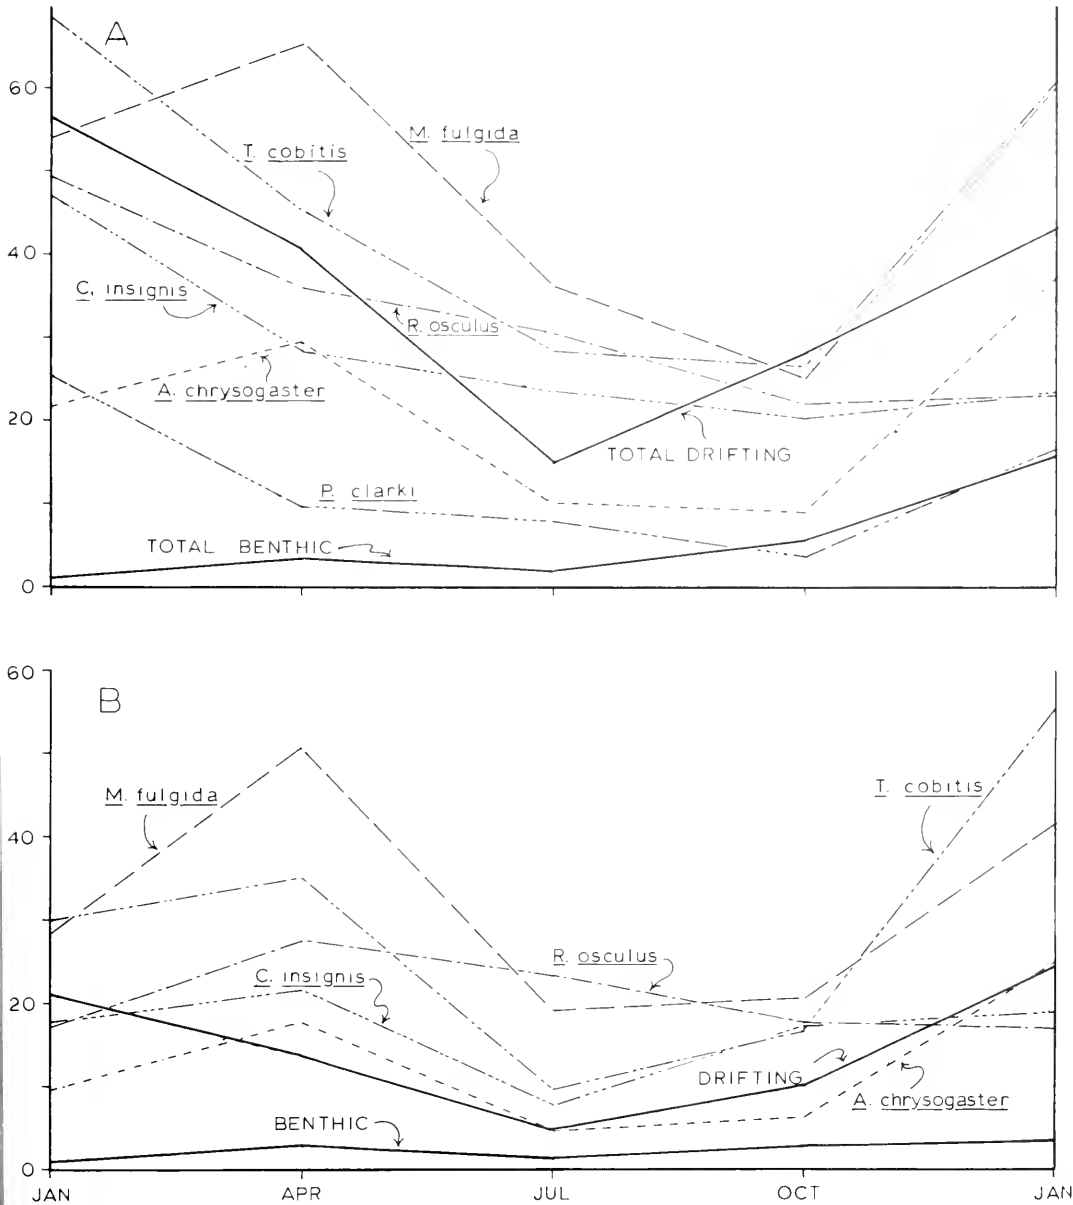 A
60
M. fulgida
T. cobitis
40
C. insignis
R. osculus
A. chrysogaster
20
TOTAL DRIFTING
P. clarki
TOTAL BENTHIC
0
60
B
M. fulgida
T. cobitis
40
R. osculus
C. insignis
20
DRIFTING
A. chrysogaster
BENTHIC
0
JAN APR JUL OCT JAN